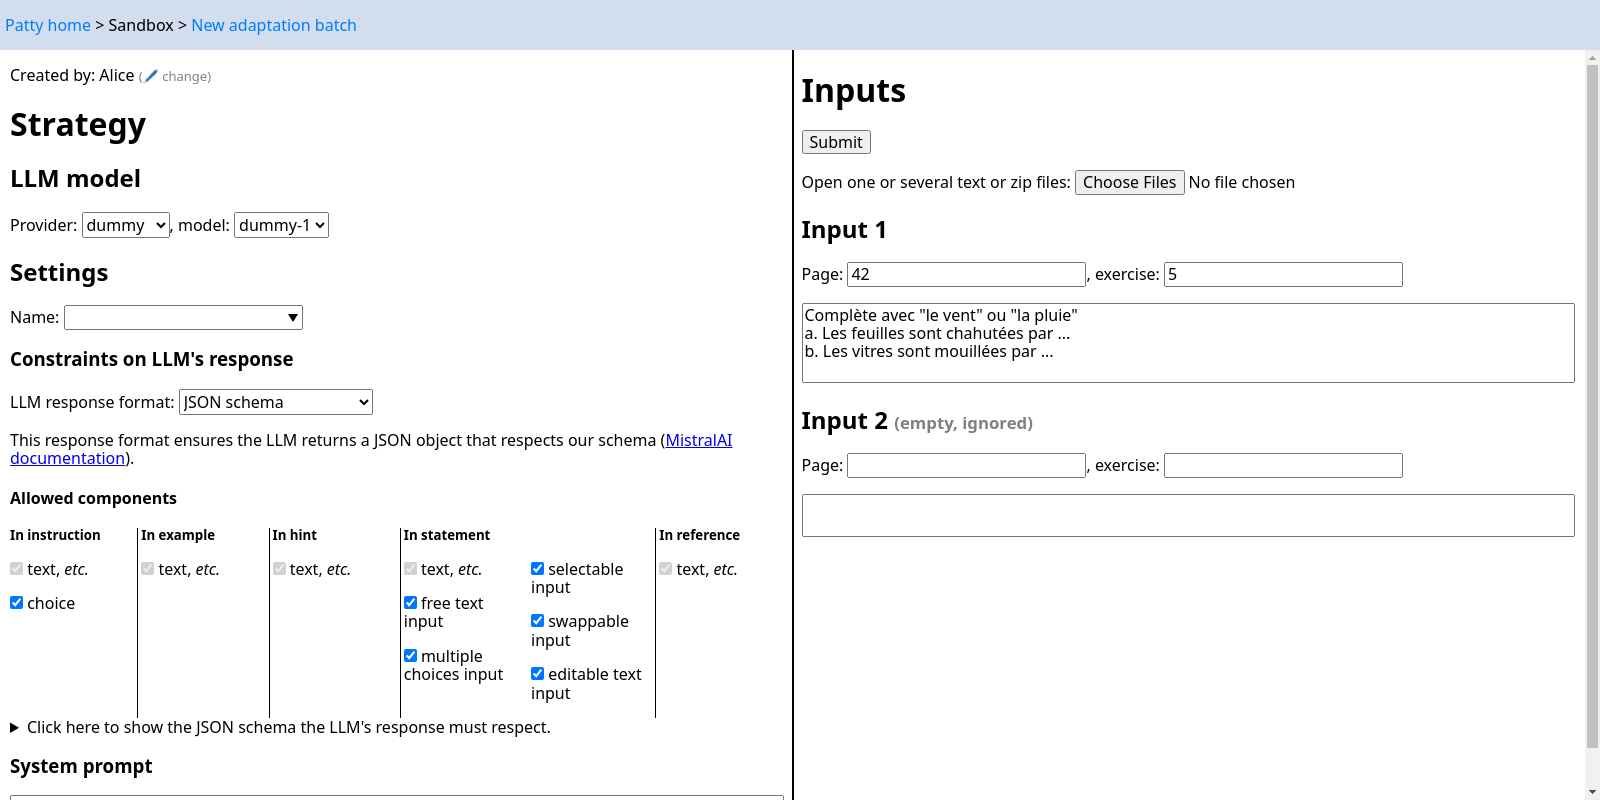 Patty home > Sandbox > New adaptation batch
Created by: Alice (🖊️ change)
Strategy
LLM model
Provider: dummy, model: dummy-1
Settings
Name:
Constraints on LLM's response
LLM response format: JSON schema
This response format ensures the LLM returns a JSON object that respects our schema (MistralAI
documentation).
Allowed components
In instruction
text, etc.
choice
In example
text, etc.
In hint
text, etc.
In statement
text, etc.
free text
input
multiple
choices input
selectable
input
swappable
input
editable text
input
In reference
text, etc.
Click here to show the JSON schema the LLM's response must respect.
System prompt
Inputs
Submit
Open one or several text or zip files: Choose Files No file chosen
Input 1
Page: 42, exercise: 5
Complète avec "le vent" ou "la pluie"
a. Les feuilles sont chahutées par ...
b. Les vitres sont mouillées par ...
Input 2 (empty, ignored)
Page: , exercise: